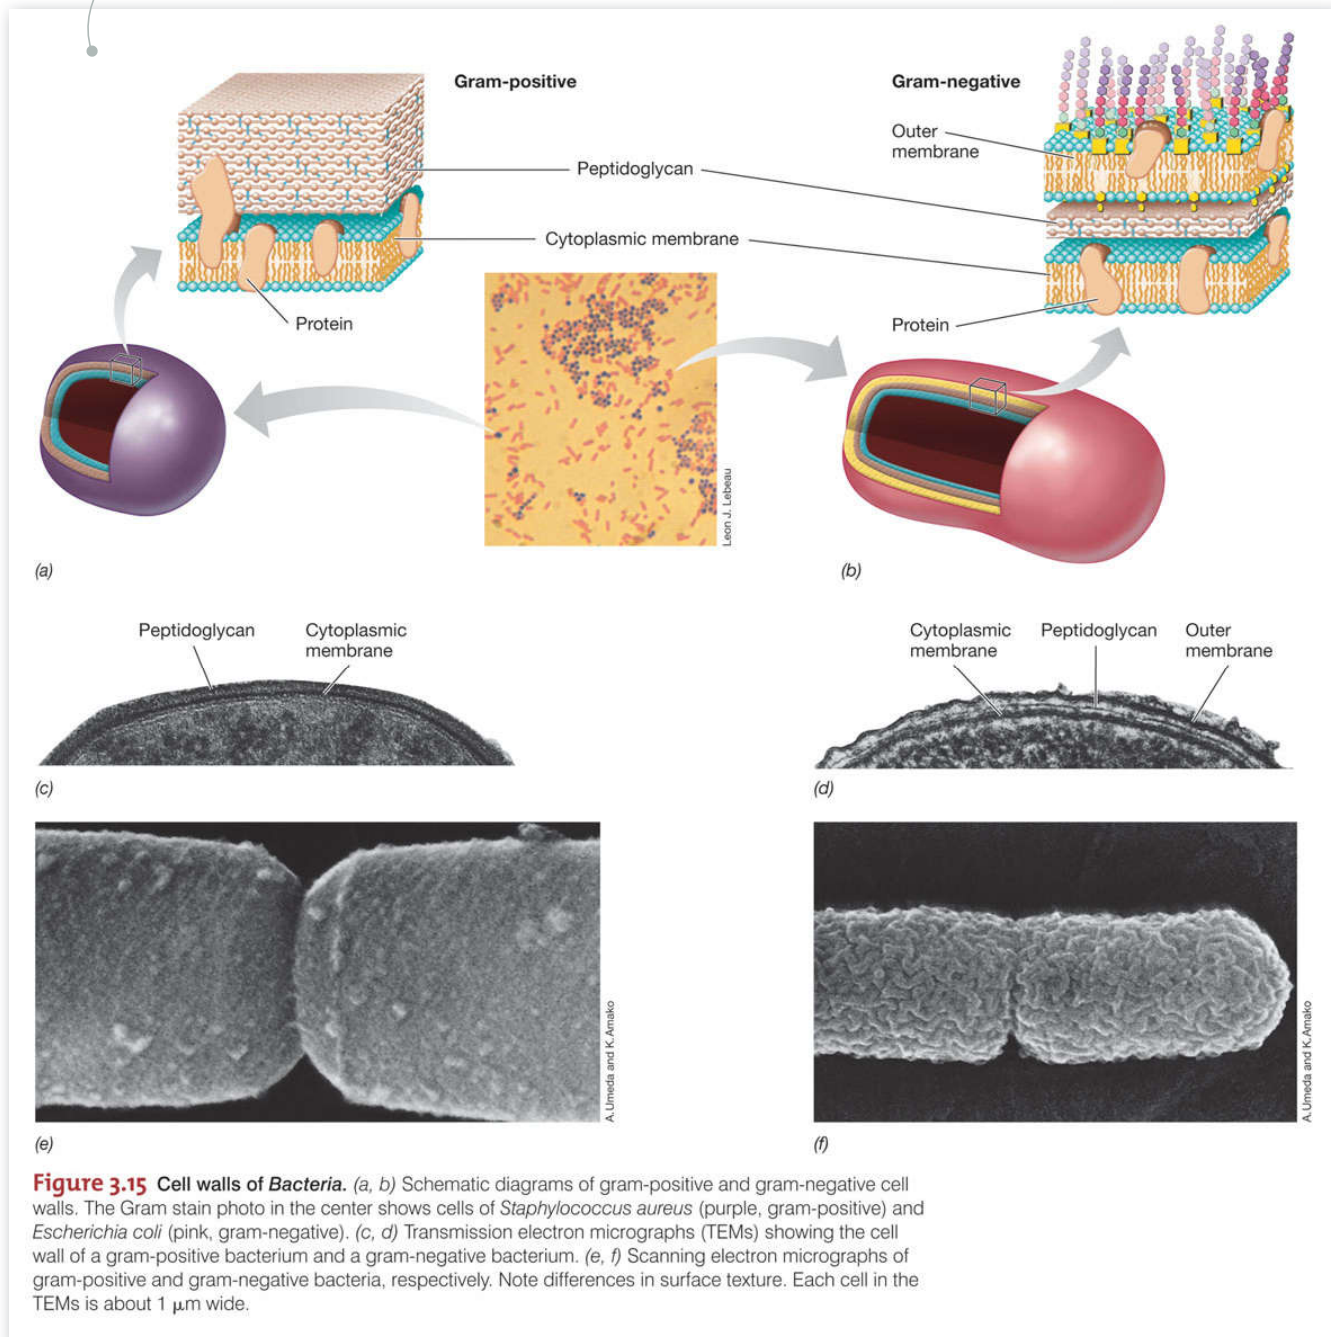 Gram-positive
Gram-negative
Outer
membrane
Peptidoglycan
Cytoplasmic membrane
Protein
Protein
Leon J. Lebeau
(a)
(b)
Peptidoglycan
Cytoplasmic
membrane
Cytoplasmic
membrane
Peptidoglycan
Outer
membrane
(c)
(d)
A. Umeda and K. Amako
A. Umeda and K. Amako
(e)
(f)
Figure 3.15 Cell walls of Bacteria. (a, b) Schematic diagrams of gram-positive and gram-negative cell
walls. The Gram stain photo in the center shows cells of Staphylococcus aureus (purple, gram-positive) and
Escherichia coli (pink, gram-negative). (c, d) Transmission electron micrographs (TEMs) showing the cell
wall of a gram-positive bacterium and a gram-negative bacterium. (e, f) Scanning electron micrographs of
gram-positive and gram-negative bacteria, respectively. Note differences in surface texture. Each cell in the
TEMs is about 1 μm wide.